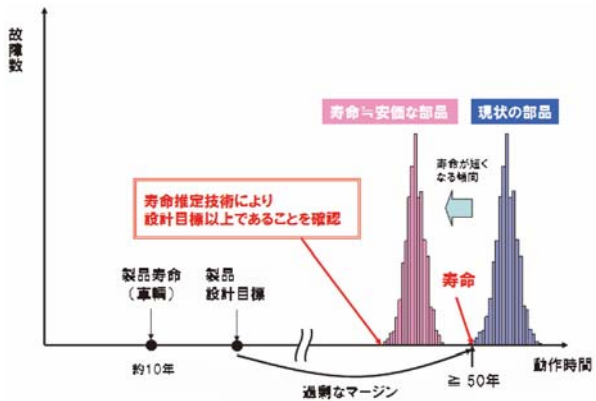 故障数
寿命≒安価な部品
現状の部品
寿命が短く
なる傾向
寿命推定技術により
設計目標以上であることを確認
製品寿命
(車輌)
製品
設計目標
寿命
約10年
≧ 50年
動作時間
過剰なマージン